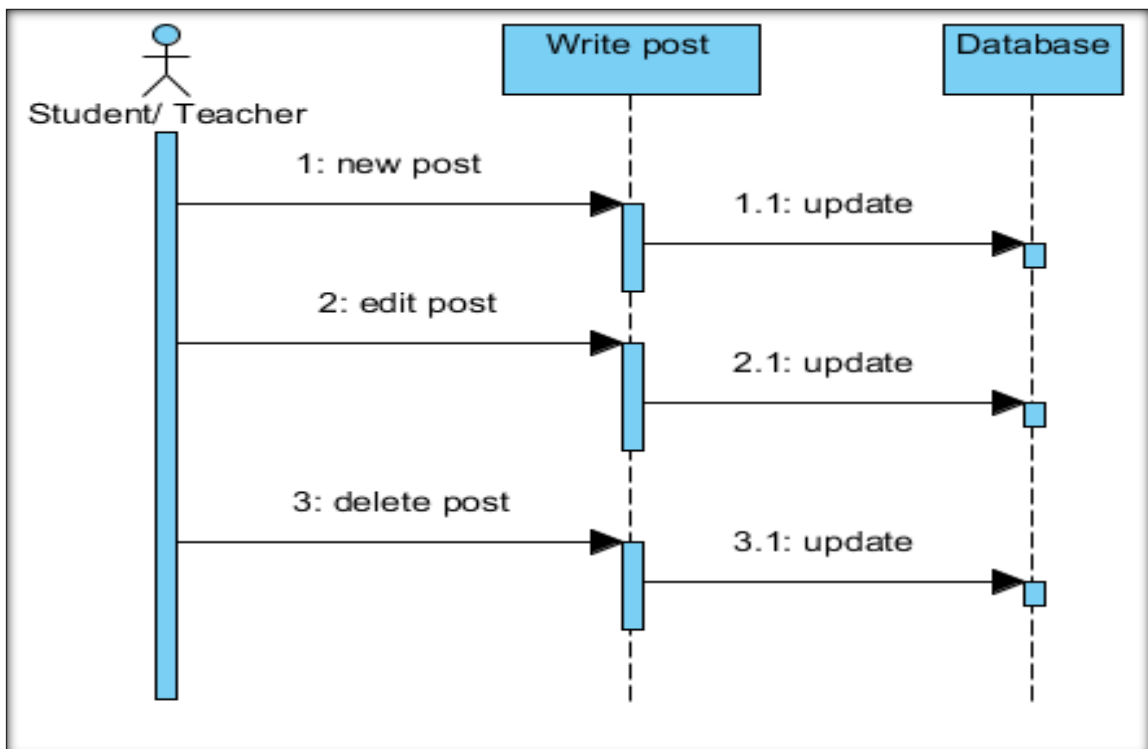 Write post
Database
Student/ Teacher
1: new post
1.1: update
2: edit post
2.1: update
3: delete post
3.1: update